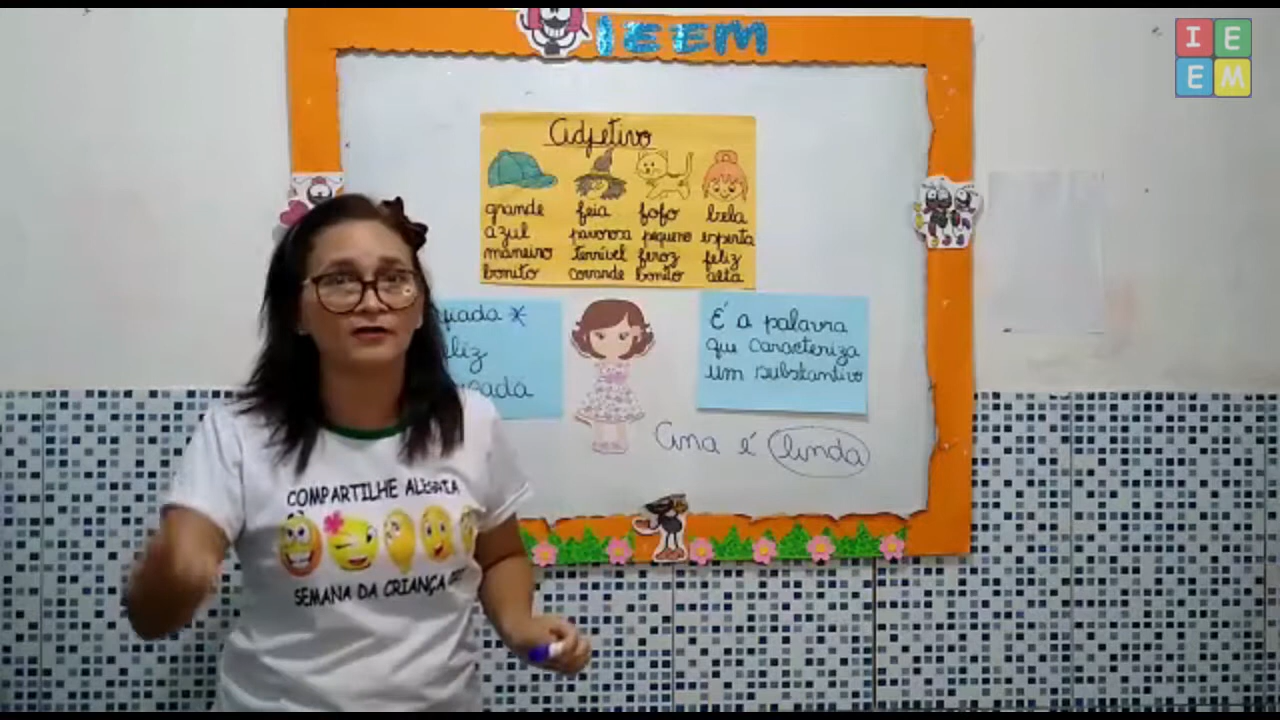 IEEM
I E
E M
Adjetivo
grande feia fofo bela
azul pavorosa pequeno esperta
maneiro terrível feroz feliz
bonito bonito alta
É a palavra
que caracteriza
um substantivo
Ana é linda
COMPARTILHE ALEGRIA
SEMANA DA CRIANÇA